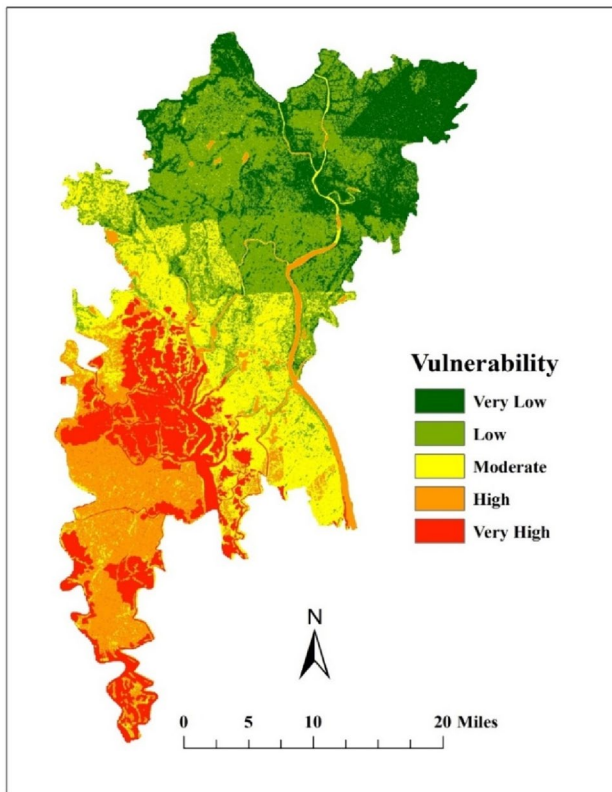 Vulnerability
Very Low
Low
Moderate
High
Very High
N
0 5 10 20 Miles